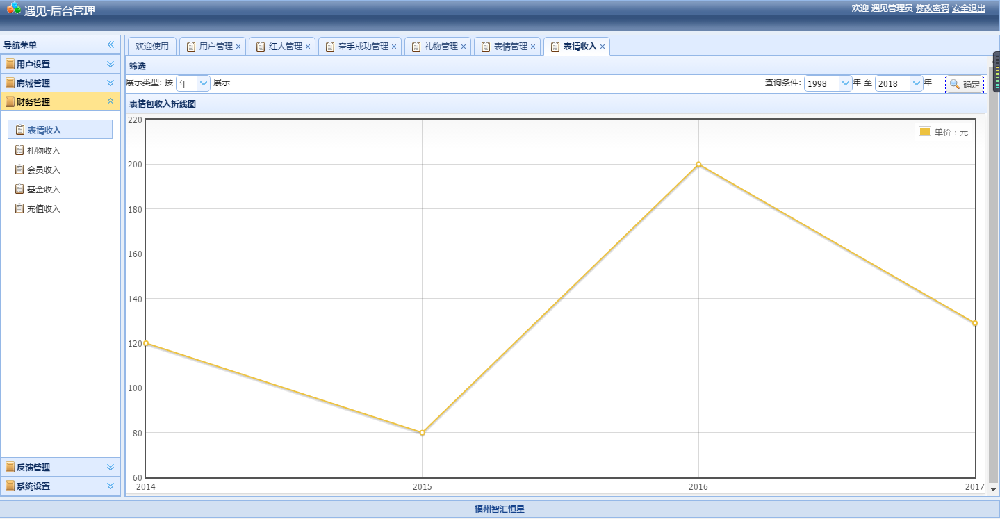 遇见-后台管理
欢迎 遇见管理员 修改密码 安全退出
导航菜单
欢迎使用 用户管理 红人管理 牵手成功管理 礼物管理 表情管理 表情收入
用户设置
商城管理
财务管理
表情收入
礼物收入
会员收入
基金收入
充值收入
反馈管理
系统设置
筛选
展示类型: 按 年 展示 查询条件: 1998 年 至 2018 年 确定
表情包收入折线图
单价 : 元
220
200
180
160
140
120
100
80
60
2014 2015 2016 2017
福州智汇恒星